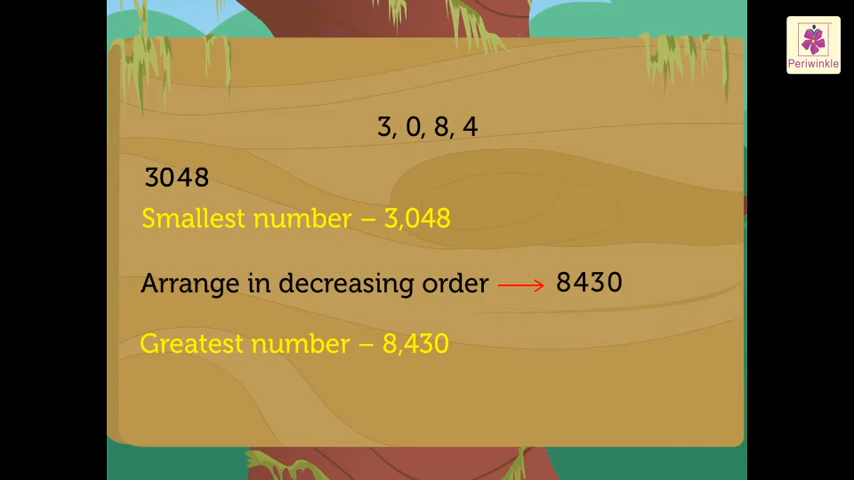 Periwinkle
3, 0, 8, 4
3048
Smallest number – 3,048
Arrange in decreasing order ⟶ 8430
Greatest number – 8,430